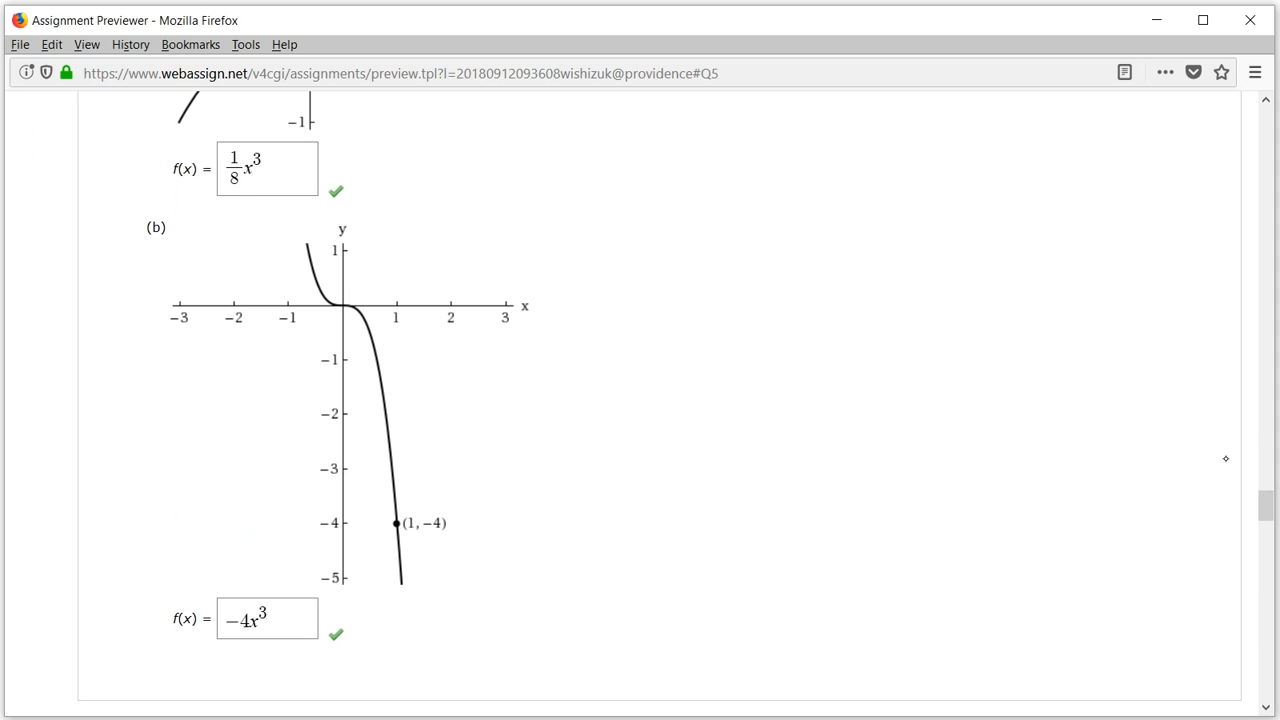 Assignment Previewer - Mozilla Firefox
File Edit View History Bookmarks Tools Help
https://www.webassign.net/v4cgi/assignments/preview.tpl?l=20180912093608wishizuk@providence#Q5
−1
f(x) = 1/8 x^3
(b)
y
1
x
−3 −2 −1 1 2 3
−1
−2
−3
−4 (1, −4)
−5
f(x) = −4x^3